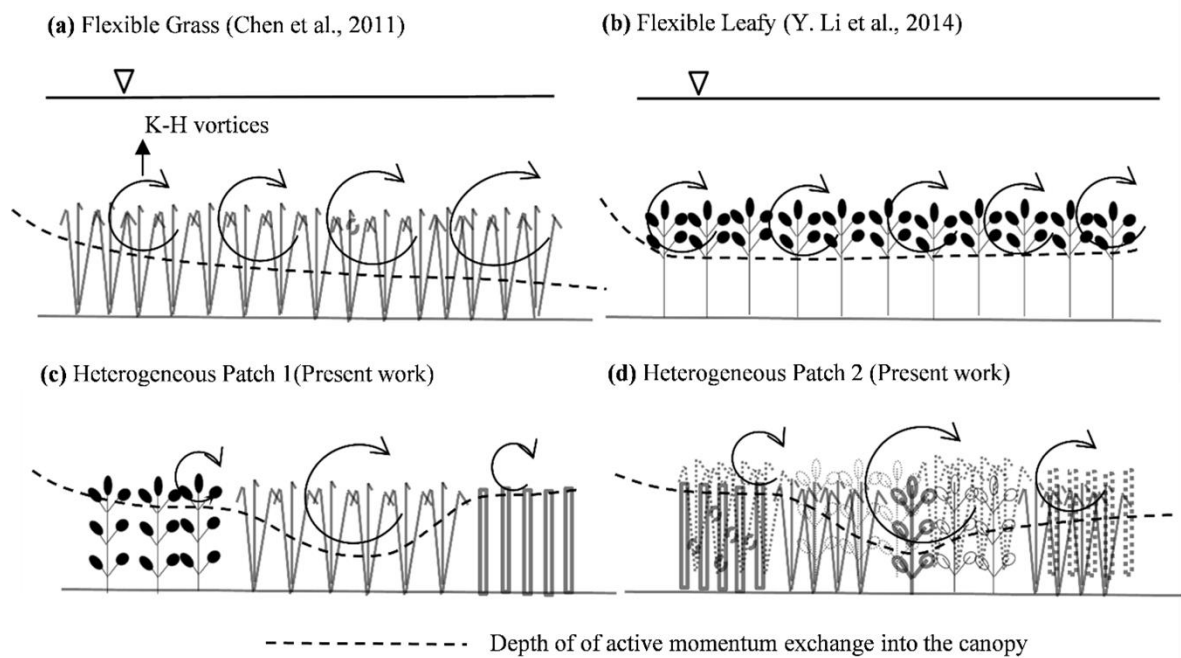 (a) Flexible Grass (Chen et al., 2011)
(b) Flexible Leafy (Y. Li et al., 2014)
K-H vortices
(c) Heterogeneous Patch 1(Present work)
(d) Heterogeneous Patch 2 (Present work)
Depth of of active momentum exchange into the canopy